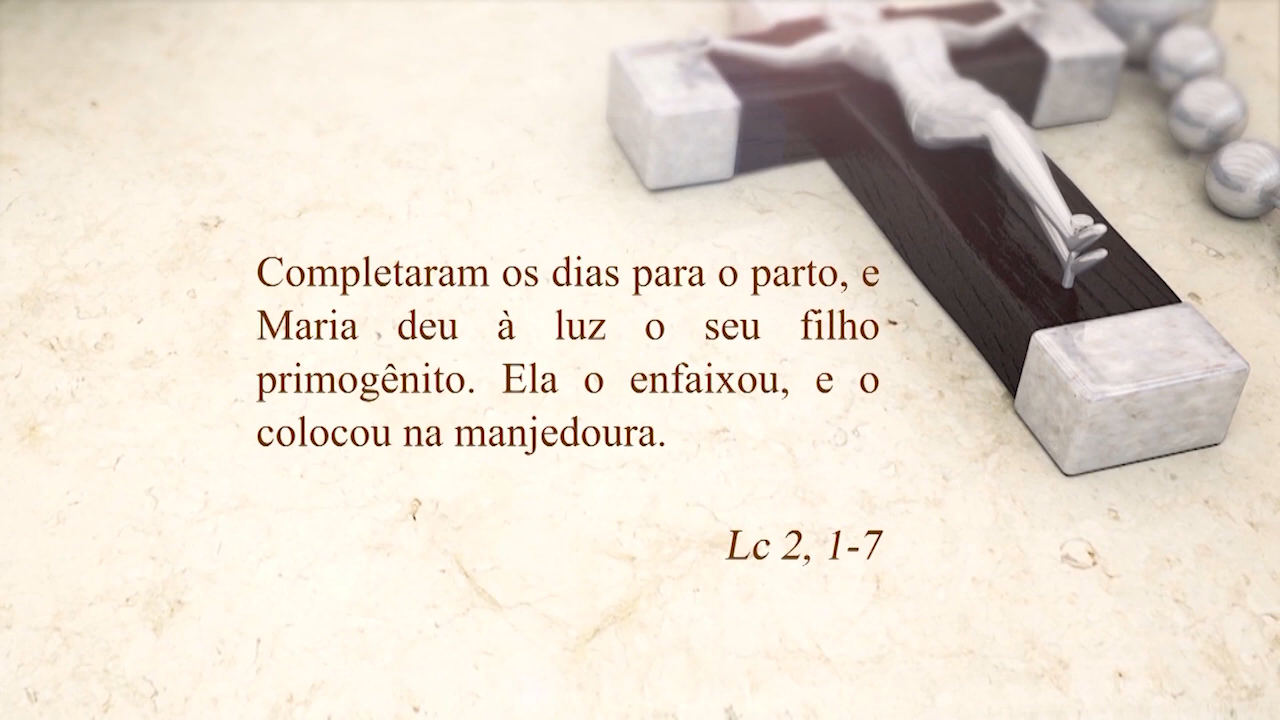 Completaram os dias para o parto, e
Maria deu à luz o seu filho
primogênito. Ela o enfaixou, e o
colocou na manjedoura.
Lc 2, 1-7